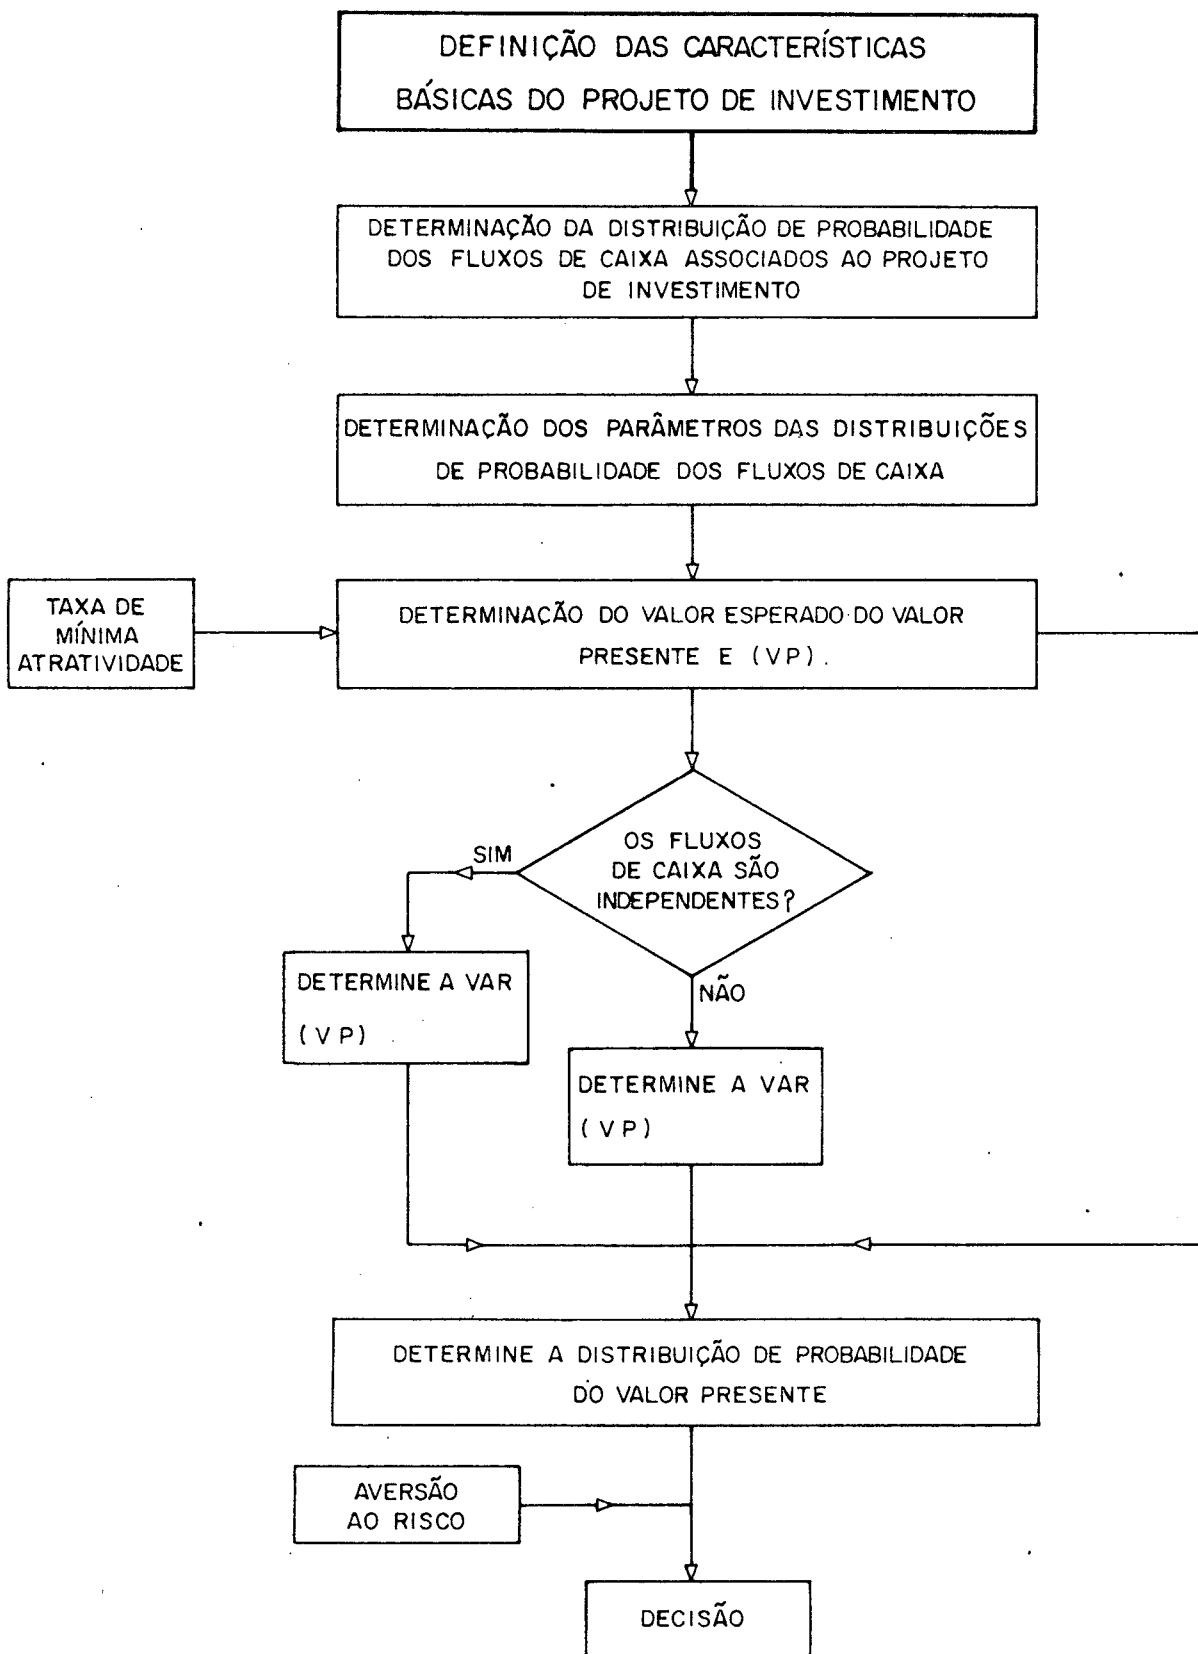 DEFINIÇÃO DAS CARACTERÍSTICAS
BÁSICAS DO PROJETO DE INVESTIMENTO
DETERMINAÇÃO DA DISTRIBUIÇÃO DE PROBABILIDADE
DOS FLUXOS DE CAIXA ASSOCIADOS AO PROJETO
DE INVESTIMENTO
DETERMINAÇÃO DOS PARÂMETROS DAS DISTRIBUIÇÕES
DE PROBABILIDADE DOS FLUXOS DE CAIXA
TAXA DE
MÍNIMA
ATRATIVIDADE
DETERMINAÇÃO DO VALOR ESPERADO DO VALOR
PRESENTE E (VP).
OS FLUXOS
DE CAIXA SÃO
INDEPENDENTES?
SIM
NÃO
DETERMINE A VAR
(VP)
DETERMINE A VAR
(VP)
DETERMINE A DISTRIBUIÇÃO DE PROBABILIDADE
DO VALOR PRESENTE
AVERSÃO
AO RISCO
DECISÃO